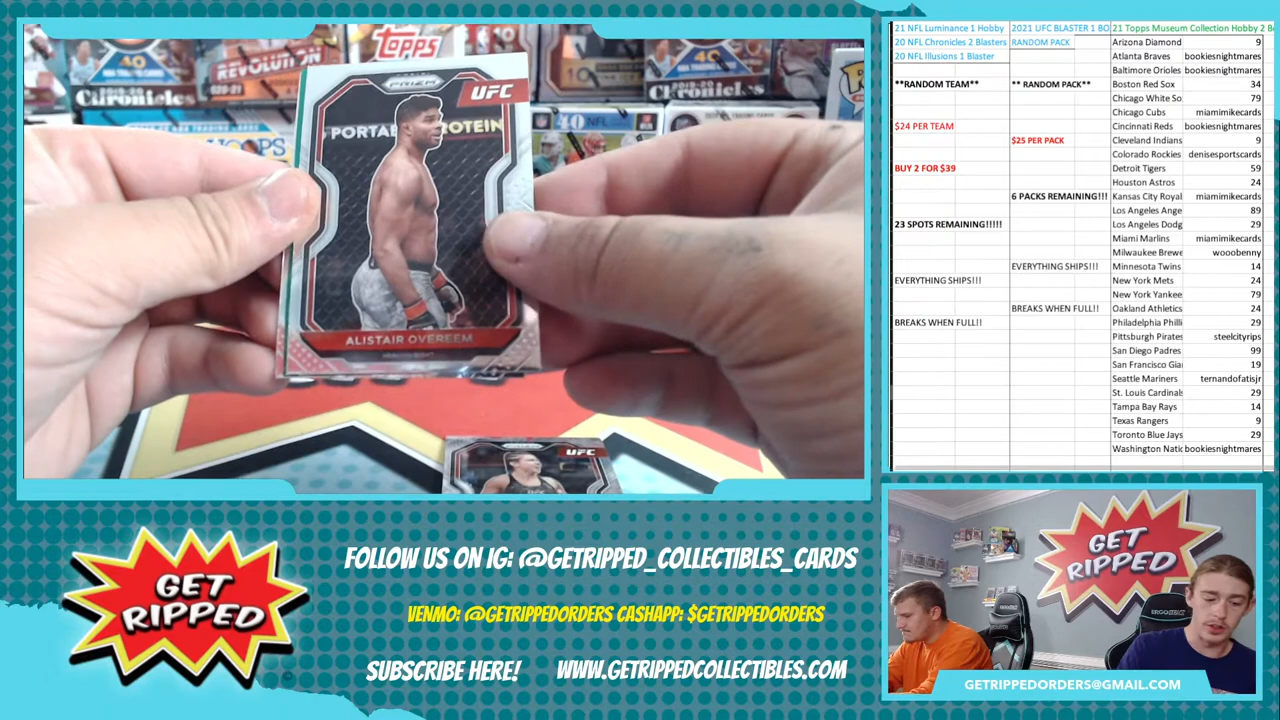 TOPPS
REVOLUTION
2020-21
Chronicles
2019-20
Chronicles
HOOPS
PRIZM
UFC
PORTAL PROTEIN
ALISTAIR OVEREEM
HEAVYWEIGHT
PRIZM
UFC
21 NFL Luminance 1 Hobby 2021 UFC BLASTER 1 BO 21 Topps Museum Collection Hobby 2 B
20 NFL Chronicles 2 Blasters RANDOM PACK Arizona Diamond 9
20 NFL Illusions 1 Blaster Atlanta Braves bookiesnightmares
Baltimore Orioles bookiesnightmares
**RANDOM TEAM** ** RANDOM PACK** Boston Red Sox 34
Chicago White So 79
Chicago Cubs miamimikecards
$24 PER TEAM Cincinnati Reds bookiesnightmares
$25 PER PACK Cleveland Indians 9
Colorado Rockies denisesportscards
BUY 2 FOR $39 Detroit Tigers 59
Houston Astros 24
6 PACKS REMAINING!!! Kansas City Royal miamimikecards
Los Angeles Ange 89
23 SPOTS REMAINING!!!!! Los Angeles Dodg 29
Miami Marlins miamimikecards
Milwaukee Brewe wooobenny
EVERYTHING SHIPS!!! Minnesota Twins 14
EVERYTHING SHIPS!!! New York Mets 24
New York Yankee 79
BREAKS WHEN FULL!! Oakland Athletics 24
BREAKS WHEN FULL!! Philadelphia Philli 29
Pittsburgh Pirates steelcityrips
San Diego Padres 99
San Francisco Gia 19
Seattle Mariners ternandofatisjr
St. Louis Cardinals 29
Tampa Bay Rays 14
Texas Rangers 9
Toronto Blue Jays 29
Washington Natic bookiesnightmares
GET
RIPPED
ERGOSTAR
GETRIPPEDORDERS@GMAIL.COM
GET
RIPPED
FOLLOW US ON IG: @GETRIPPED_COLLECTIBLES_CARDS
VENMO: @GETRIPPEDORDERS CASHAPP: $GETRIPPEDORDERS
SUBSCRIBE HERE! WWW.GETRIPPEDCOLLECTIBLES.COM